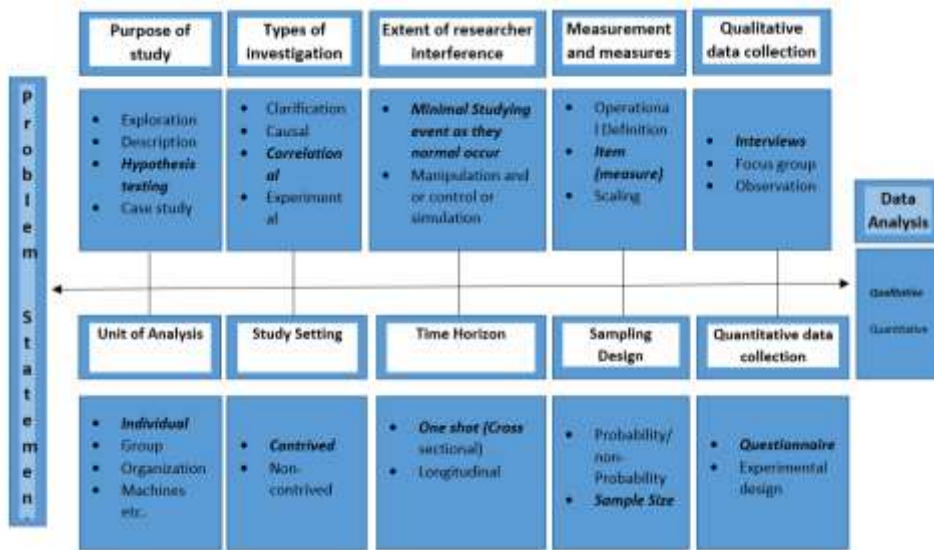 Purpose of
study
Types of
investigation
Extent of researcher
interference
Measurement
and measures
Qualitative
data collection
Problem Statemen
• Exploration
• Description
• Hypothesis
testing
• Case study
• Clarification
• Causal
• Correlation
al
• Experiment
al
• Minimal Studying
event as they
normal occur
• Manipulation and
or control or
simulation
• Operationa
l Definition
• Item
(measure)
• Scaling
• Interviews
• Focus group
• Observation
Data
Analysis
Qualitative
Quantitative
Unit of Analysis
Study Setting
Time Horizon
Sampling
Design
Quantitative data
collection
• Individual
• Group
• Organization
• Machines
etc.
• Contrived
• Non-
contrived
• One shot (Cross
sectional)
• Longitudinal
• Probability/
non-
Probability
• Sample Size
• Questionnaire
• Experimental
design